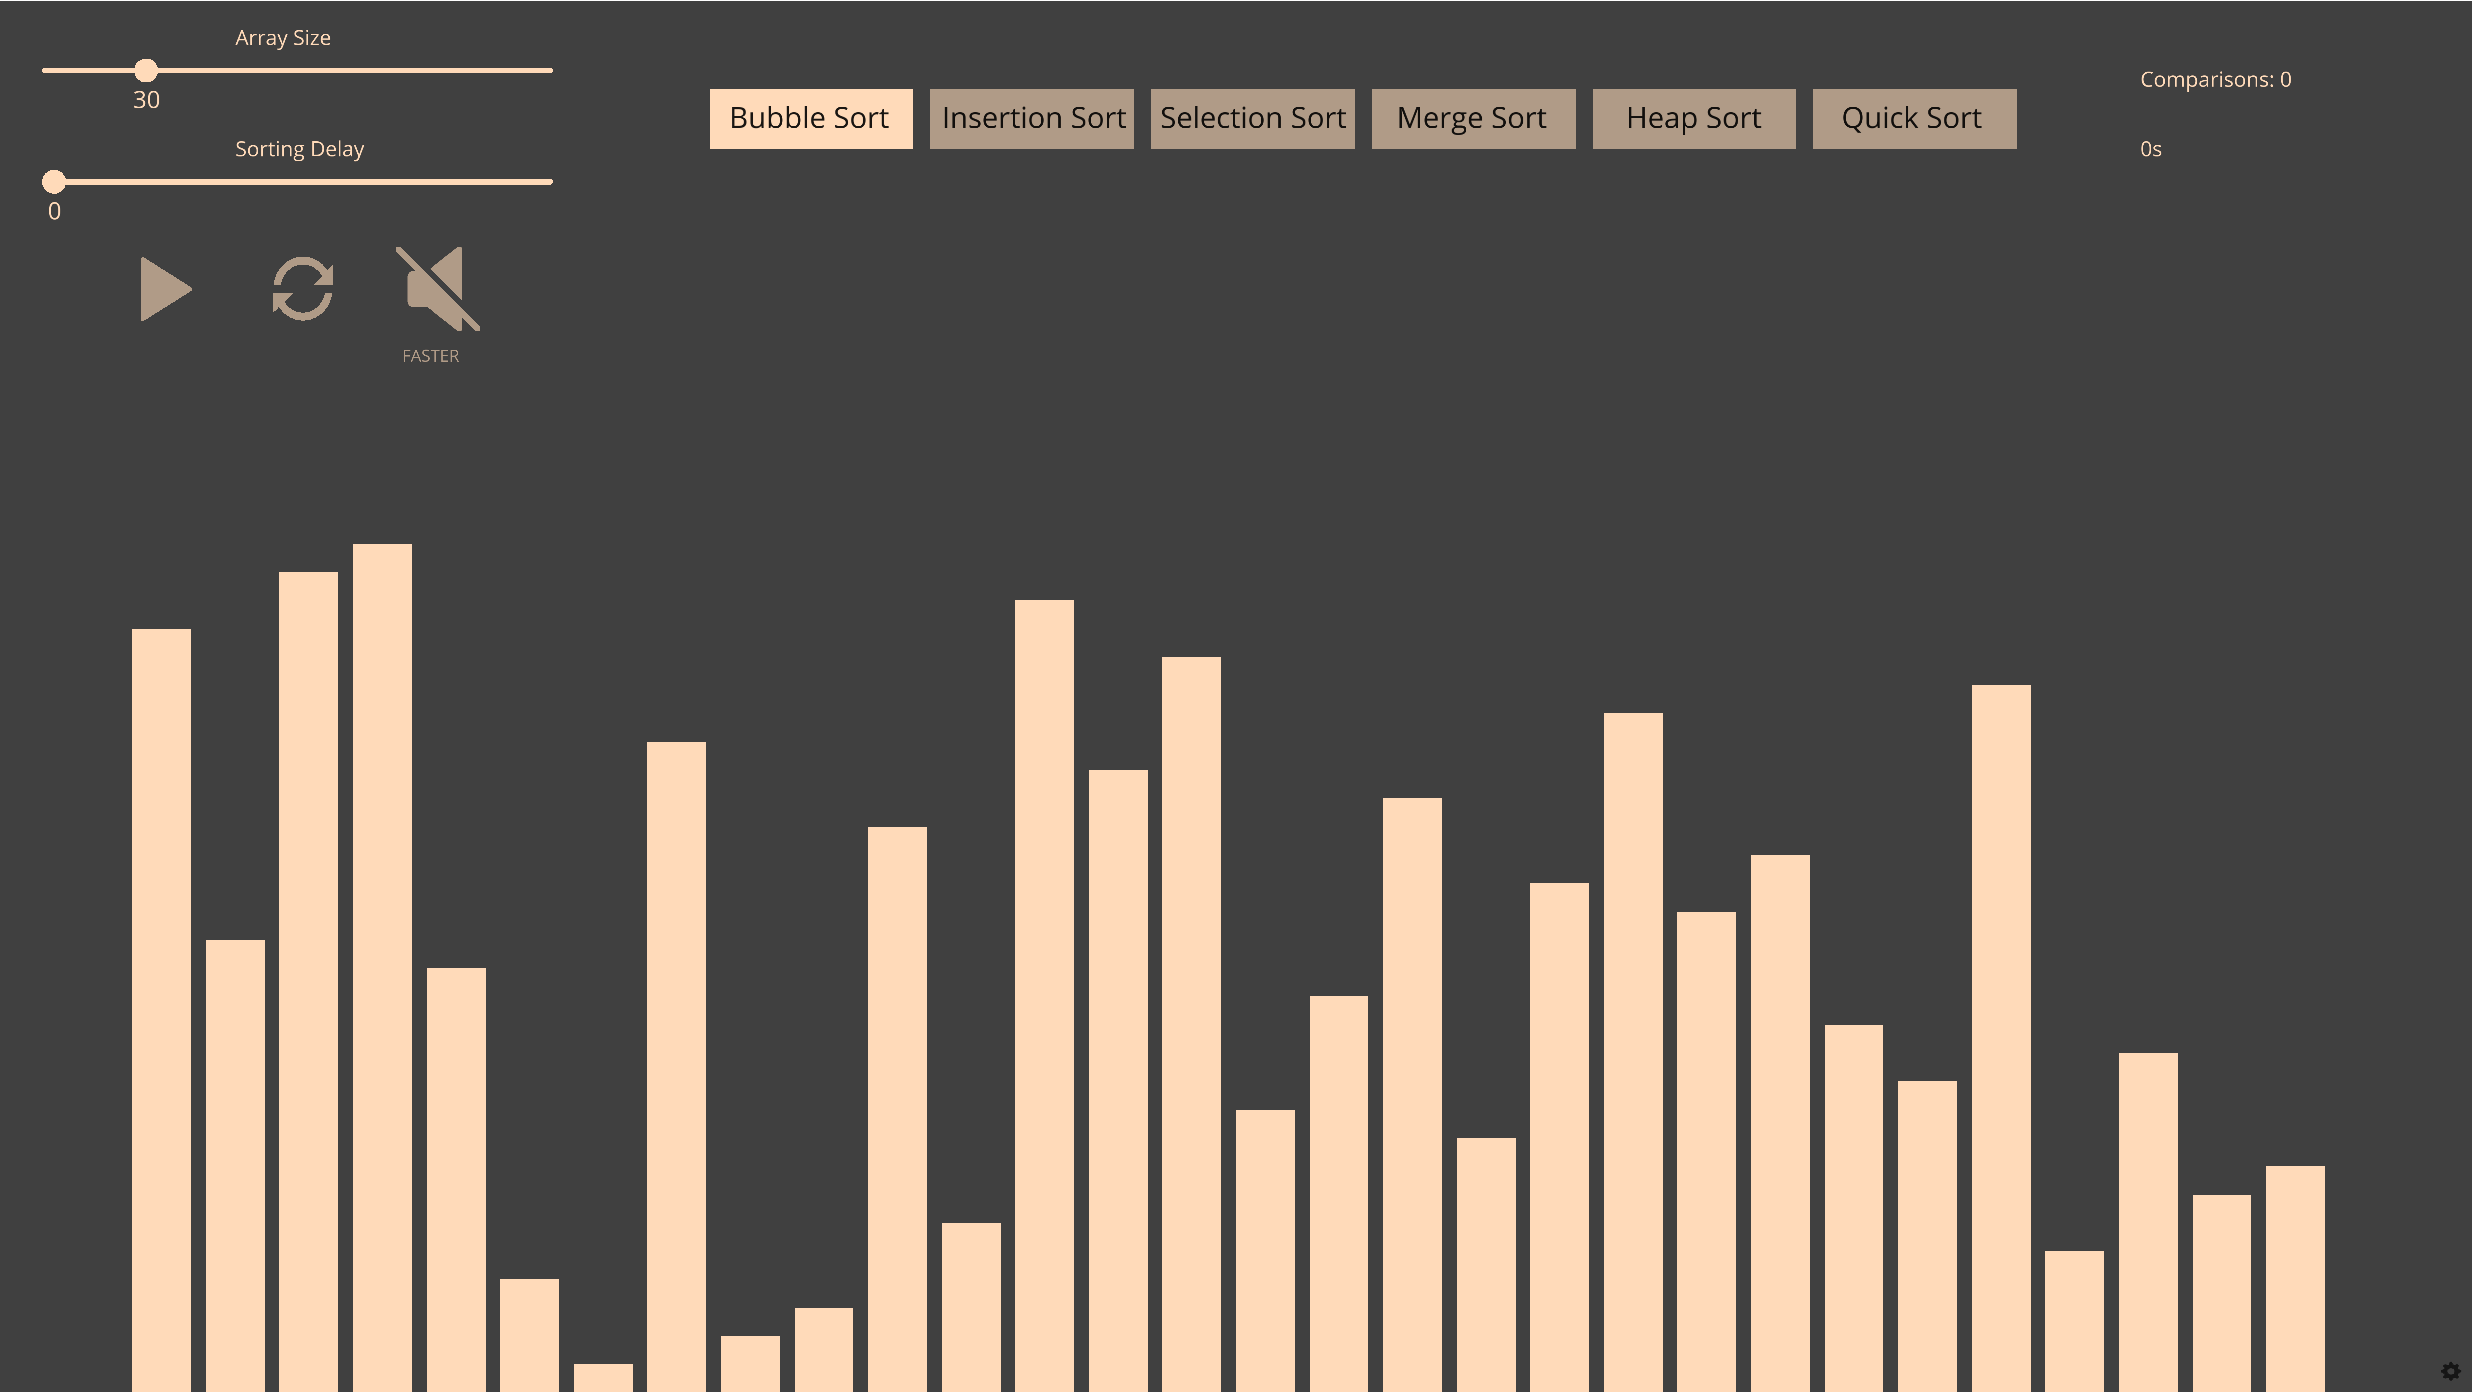 Array Size
30
Sorting Delay
0
FASTER
Bubble Sort
Insertion Sort
Selection Sort
Merge Sort
Heap Sort
Quick Sort
Comparisons: 0
0s